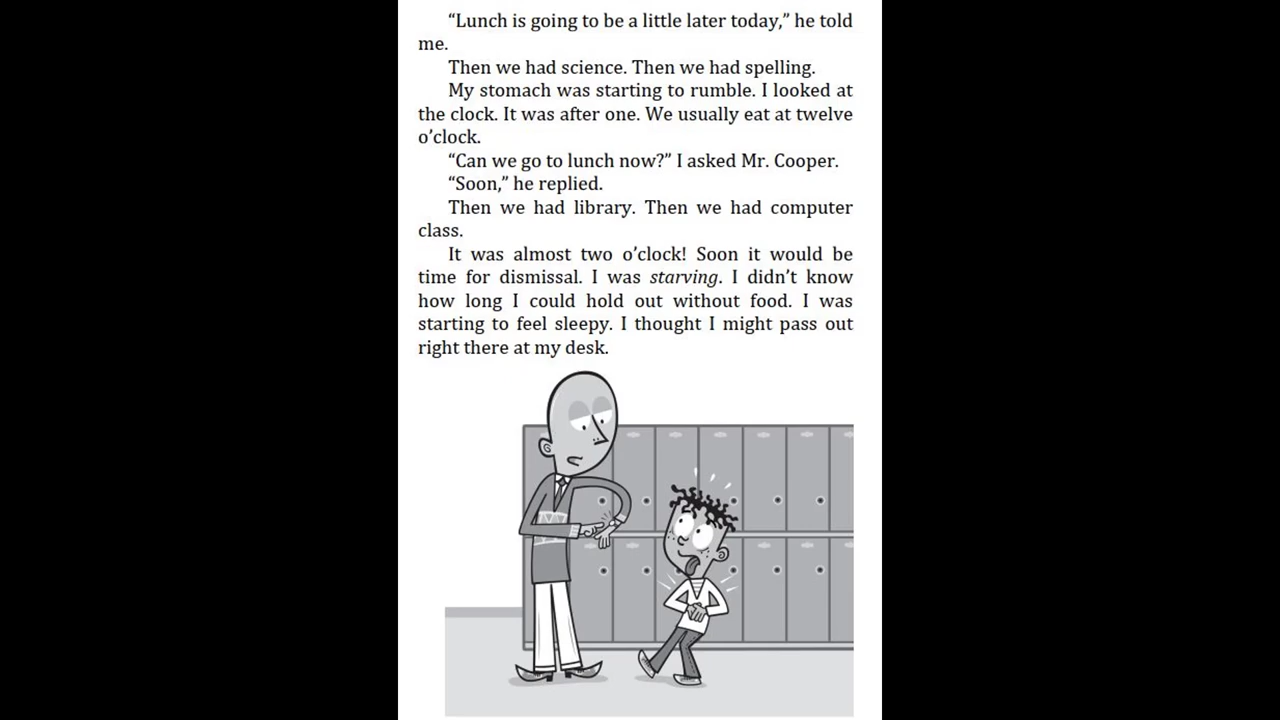 “Lunch is going to be a little later today,” he told
me.
Then we had science. Then we had spelling.
My stomach was starting to rumble. I looked at
the clock. It was after one. We usually eat at twelve
o’clock.
“Can we go to lunch now?” I asked Mr. Cooper.
“Soon,” he replied.
Then we had library. Then we had computer
class.
It was almost two o’clock! Soon it would be
time for dismissal. I was starving. I didn’t know
how long I could hold out without food. I was
starting to feel sleepy. I thought I might pass out
right there at my desk.